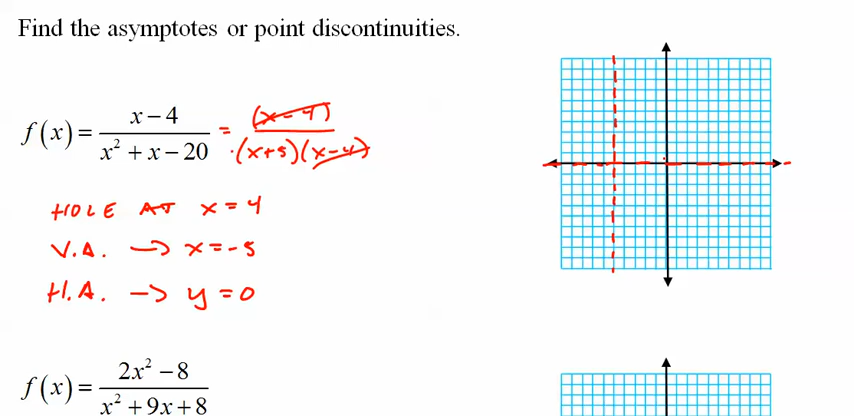 Find the asymptotes or point discontinuities.
f(x) = (x − 4)/(x² + x − 20) = (x−4)/((x+5)(x−4))
HOLE AT x = 4
V.A. → x = −5
H.A. → y = 0
f(x) = (2x² − 8)/(x² + 9x + 8)